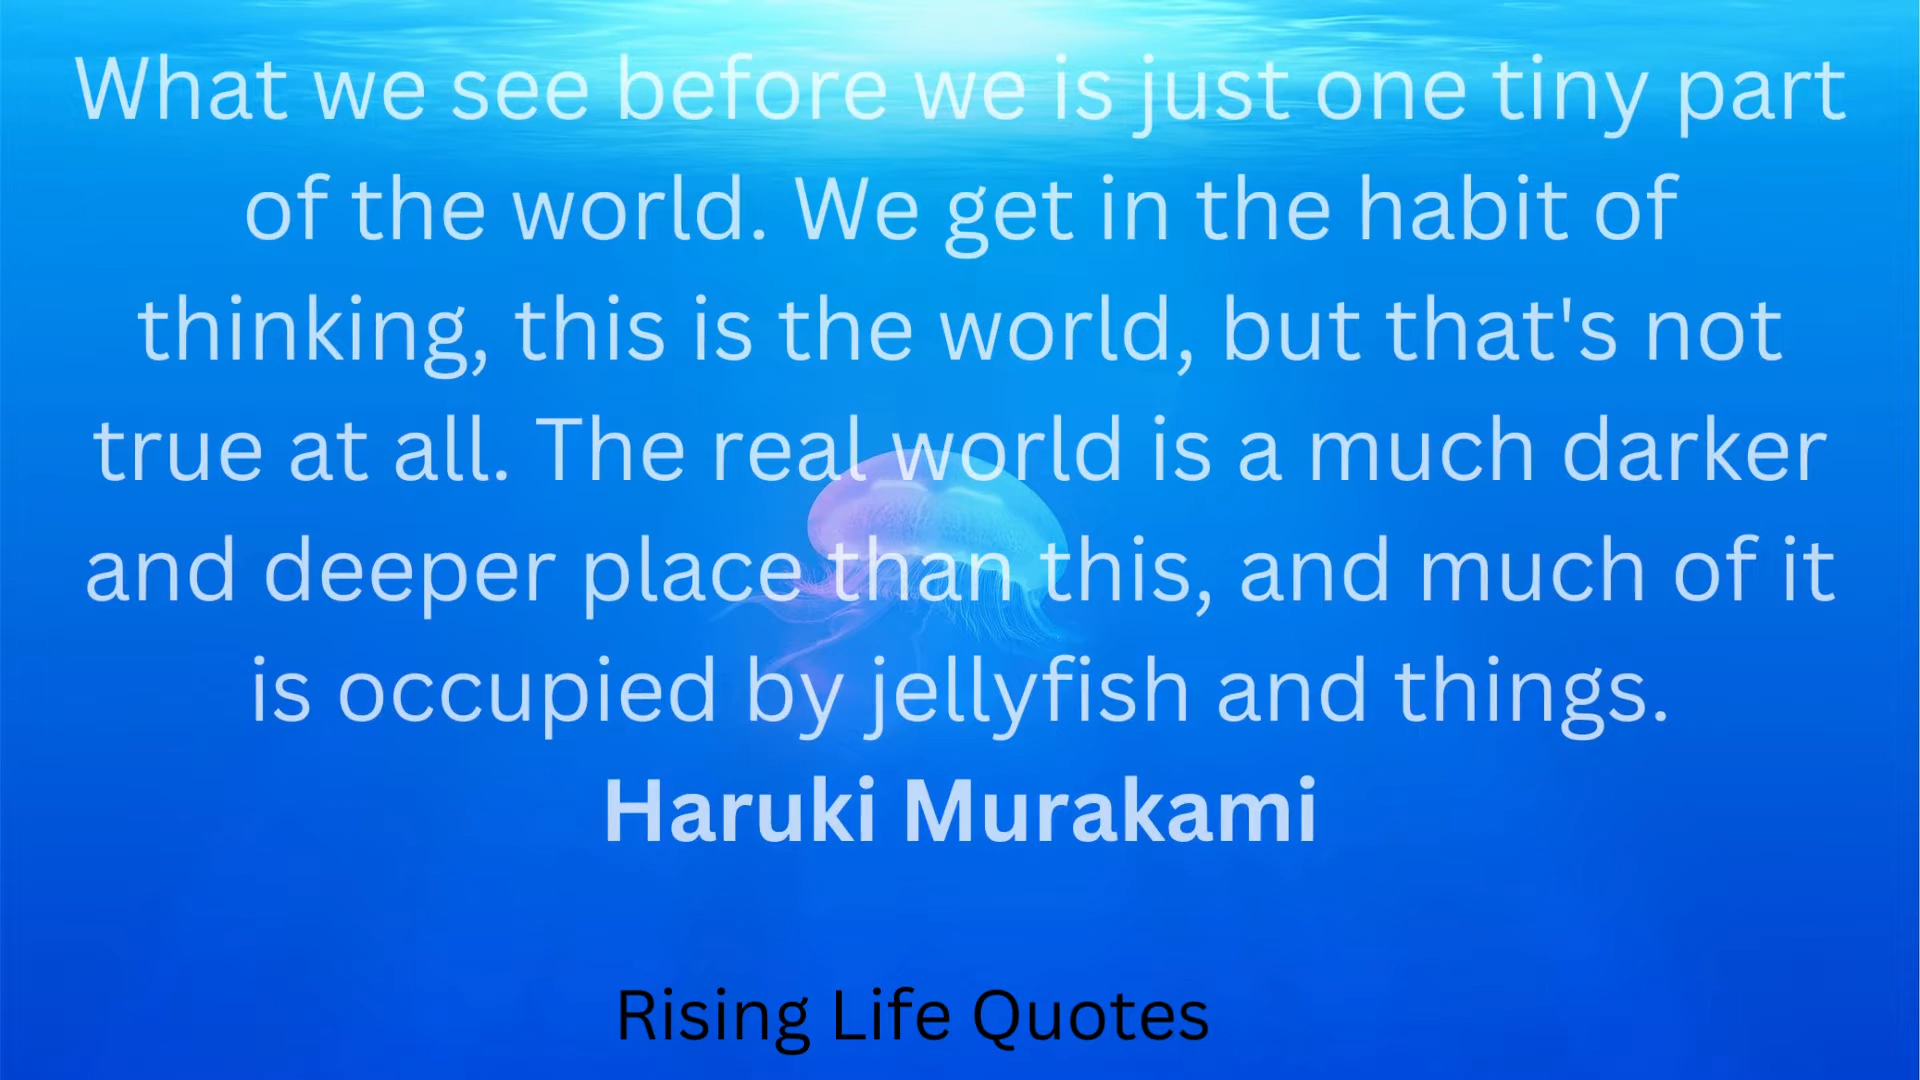 What we see before we is just one tiny part
of the world. We get in the habit of
thinking, this is the world, but that's not
true at all. The real world is a much darker
and deeper place than this, and much of it
is occupied by jellyfish and things.
Haruki Murakami
Rising Life Quotes